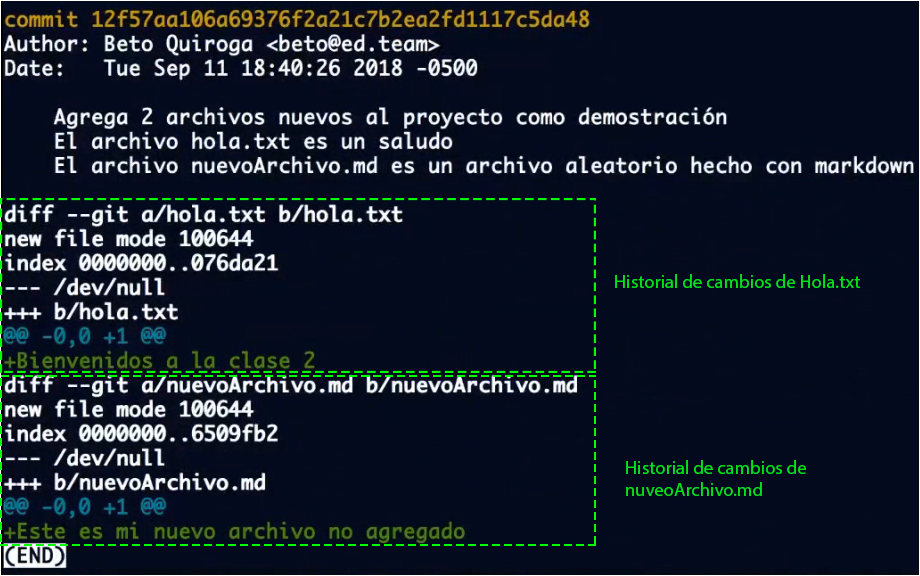 commit 12f57aa106a69376f2a21c7b2ea2fd1117c5da48
Author: Beto Quiroga <beto@ed.team>
Date:   Tue Sep 11 18:40:26 2018 -0500
Agrega 2 archivos nuevos al proyecto como demostración
El archivo hola.txt es un saludo
El archivo nuevoArchivo.md es un archivo aleatorio hecho con markdown
diff --git a/hola.txt b/hola.txt
new file mode 100644
index 0000000..076da21
--- /dev/null
+++ b/hola.txt
@@ -0,0 +1 @@
+Bienvenidos a la clase 2
Historial de cambios de Hola.txt
diff --git a/nuevoArchivo.md b/nuevoArchivo.md
new file mode 100644
index 0000000..6509fb2
--- /dev/null
+++ b/nuevoArchivo.md
@@ -0,0 +1 @@
+Este es mi nuevo archivo no agregado
Historial de cambios de
nuveoArchivo.md
(END)